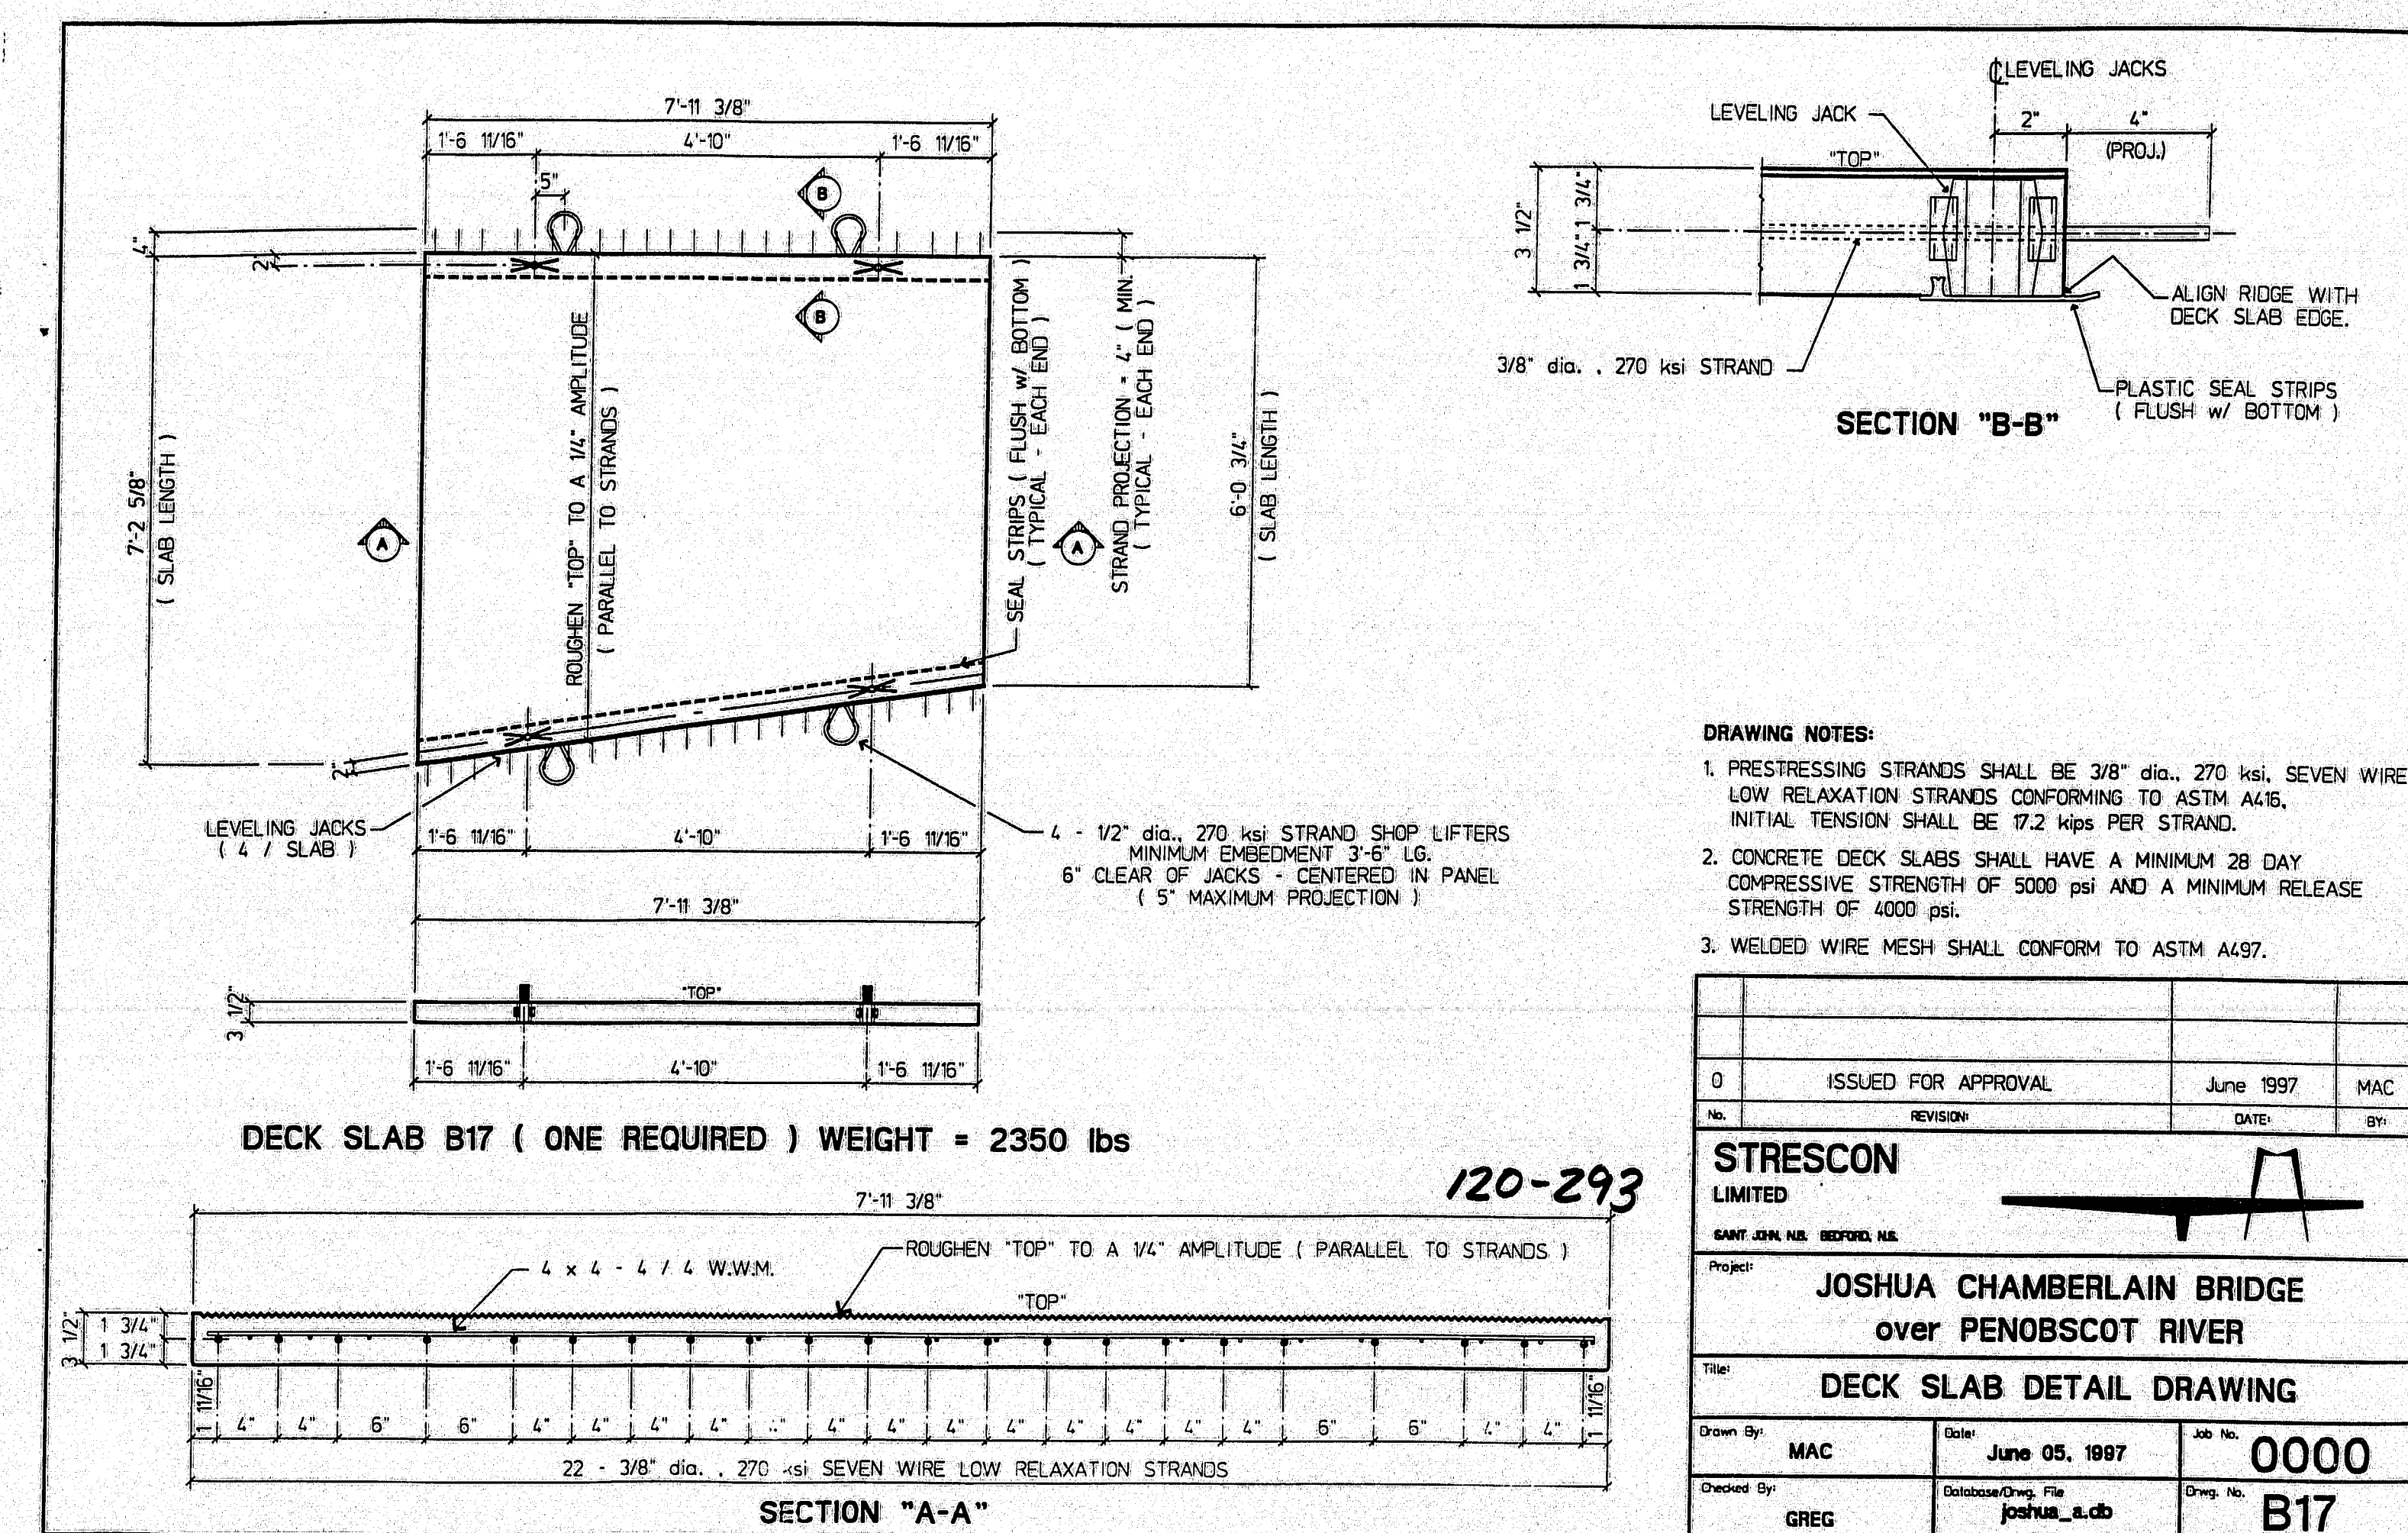 7'-11 3/8"
1'-6 11/16" 4'-10" 1'-6 11/16"
5"
B
4"
2"
B
7'-2 5/8"
( SLAB LENGTH )
A
ROUGHEN "TOP" TO A 1/4" AMPLITUDE
( PARALLEL TO STRANDS )
SEAL STRIPS ( FLUSH w/ BOTTOM )
( TYPICAL - EACH END )
A
STRAND PROJECTION = 4" ( MIN.
( TYPICAL - EACH END )
6'-0 3/4"
( SLAB LENGTH )
2"
LEVELING JACKS
( 4 / SLAB )
1'-6 11/16" 4'-10" 1'-6 11/16"
4 - 1/2" dia., 270 ksi STRAND SHOP LIFTERS
MINIMUM EMBEDMENT 3'-6" LG.
6" CLEAR OF JACKS - CENTERED IN PANEL
( 5" MAXIMUM PROJECTION )
7'-11 3/8"
3 1/2"
"TOP"
1'-6 11/16" 4'-10" 1'-6 11/16"
DECK SLAB B17 ( ONE REQUIRED ) WEIGHT = 2350 lbs
120-293
7'-11 3/8"
ROUGHEN "TOP" TO A 1/4" AMPLITUDE ( PARALLEL TO STRANDS )
4 x 4 - 4 / 4 W.W.M.
"TOP"
3 1/2"
1 3/4"
1 3/4"
1 11/16" 4" 4" 6" 6" 4" 4" 4" 4" 4" 4" 4" 4" 4" 4" 4" 4" 6" 6" 4" 4" 1 11/16"
22 - 3/8" dia. , 270 ksi SEVEN WIRE LOW RELAXATION STRANDS
SECTION "A-A"
℄ LEVELING JACKS
LEVELING JACK
2" 4"
(PROJ.)
"TOP"
3 1/2"
1 3/4" 1 3/4"
ALIGN RIDGE WITH
DECK SLAB EDGE.
3/8" dia. , 270 ksi STRAND
PLASTIC SEAL STRIPS
( FLUSH w/ BOTTOM )
SECTION "B-B"
DRAWING NOTES:
1. PRESTRESSING STRANDS SHALL BE 3/8" dia., 270 ksi, SEVEN WIRE
LOW RELAXATION STRANDS CONFORMING TO ASTM A416,
INITIAL TENSION SHALL BE 17.2 kips PER STRAND.
2. CONCRETE DECK SLABS SHALL HAVE A MINIMUM 28 DAY
COMPRESSIVE STRENGTH OF 5000 psi AND A MINIMUM RELEASE
STRENGTH OF 4000 psi.
3. WELDED WIRE MESH SHALL CONFORM TO ASTM A497.
0 ISSUED FOR APPROVAL June 1997 MAC
No. REVISION: DATE: BY:
STRESCON
LIMITED
SAINT JOHN, N.B. BEDFORD, N.S.
Project:
JOSHUA CHAMBERLAIN BRIDGE
over PENOBSCOT RIVER
Title:
DECK SLAB DETAIL DRAWING
Drawn By: Date: Job No.
MAC June 05, 1997 0000
Checked By: Database/Drwg. File Drwg. No.
GREG joshua_a.db B17